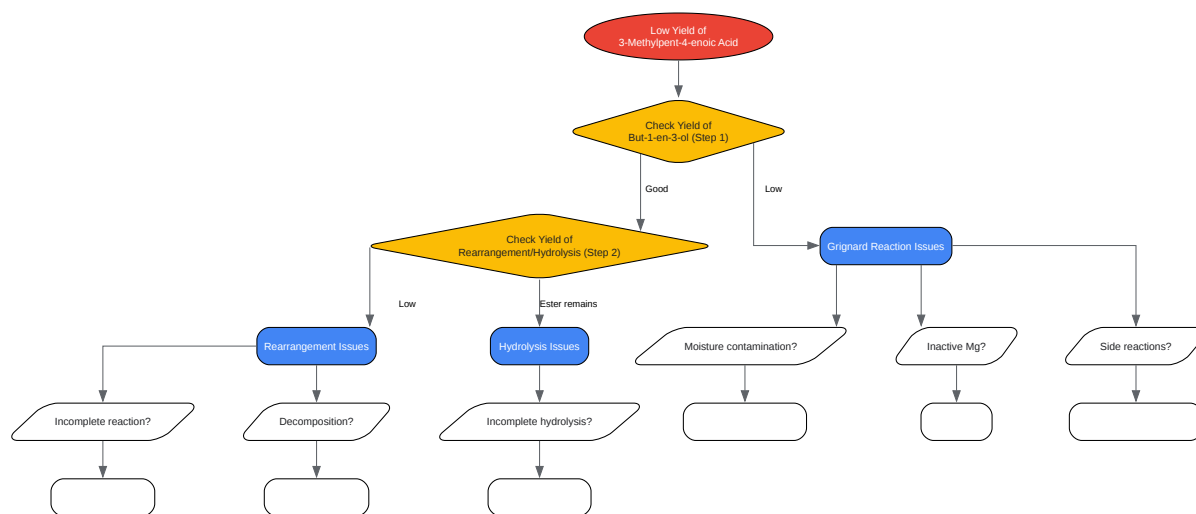 Low Yield of
3-Methylpent-4-enoic Acid
Check Yield of
But-1-en-3-ol (Step 1)
Good
Low
Check Yield of
Rearrangement/Hydrolysis (Step 2)
Grignard Reaction Issues
Low
Ester remains
Rearrangement Issues
Hydrolysis Issues
Moisture contamination?
Inactive Mg?
Side reactions?
Incomplete reaction?
Decomposition?
Incomplete hydrolysis?